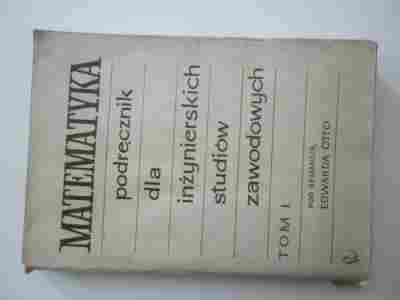 MATEMATYKA
podręcznik
dla
inżynierskich
studiów
zawodowych
TOM I
POD REDAKCJĄ
EDWARDA OTTO